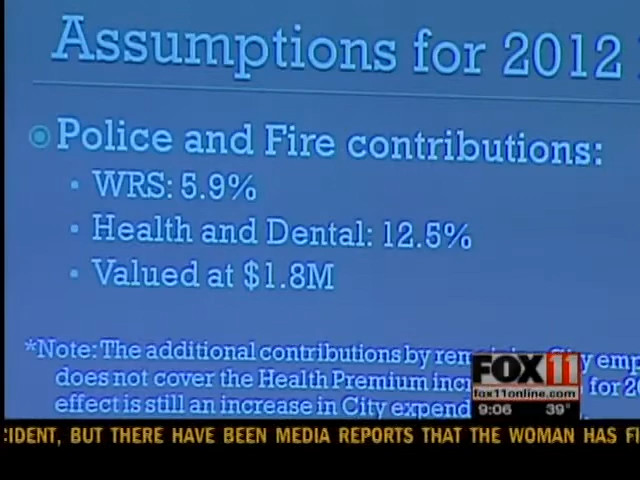 Assumptions for 2012
Police and Fire contributions:
WRS: 5.9%
Health and Dental: 12.5%
Valued at $1.8M
*Note: The additional contributions by City
does not cover the Health Premium for
effect is still an increase in City
FOX 11
fox11online.com
9:06 39°
BUT THERE HAVE BEEN MEDIA REPORTS THAT THE WOMAN HAS